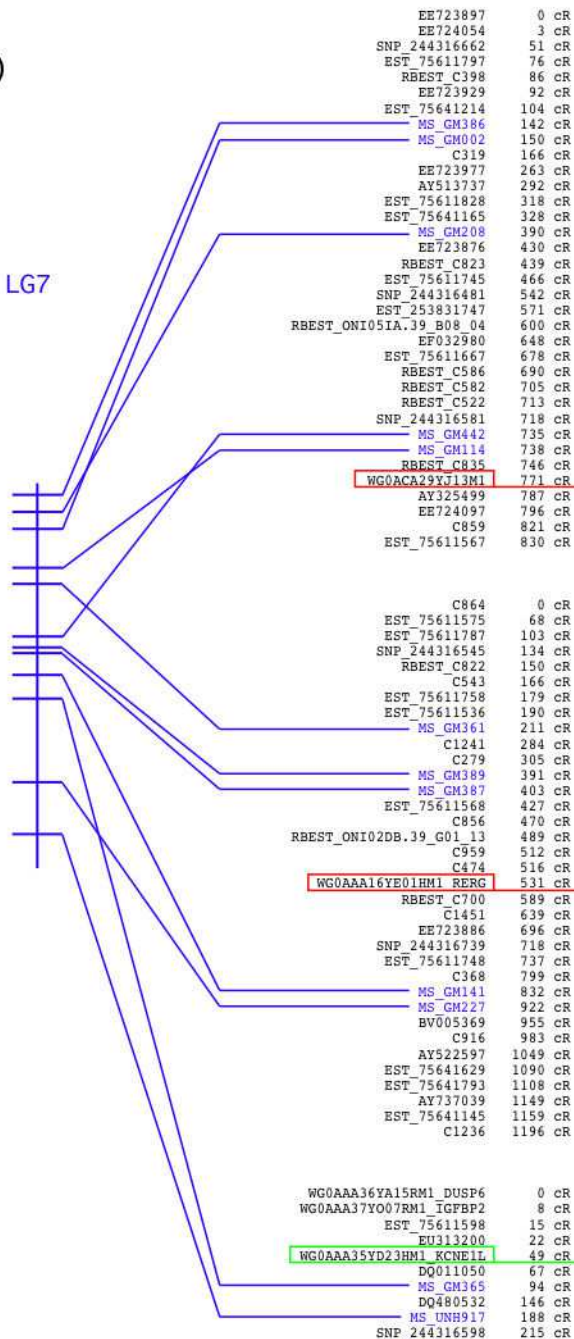 )
EE723897 0 cR
EE724054 3 cR
SNP_244316662 51 cR
EST_75611797 76 cR
RBEST_C398 86 cR
EE723929 92 cR
EST_75641214 104 cR
MS_GM386 142 cR
MS_GM002 150 cR
C319 166 cR
EE723977 263 cR
AY513737 292 cR
EST_75611828 318 cR
EST_75641165 328 cR
MS_GM208 390 cR
EE723876 430 cR
RBEST_C823 439 cR
EST_75611745 466 cR
LG7
SNP_244316481 542 cR
EST_253831747 571 cR
RBEST_ONI05IA.39_B08_04 600 cR
EF032980 648 cR
EST_75611667 678 cR
RBEST_C586 690 cR
RBEST_C582 705 cR
RBEST_C522 713 cR
SNP_244316581 718 cR
MS_GM442 735 cR
MS_GM114 738 cR
RBEST_C835 746 cR
WG0ACA29YJ13M1 771 cR
AY325499 787 cR
EE724097 796 cR
C859 821 cR
EST_75611567 830 cR
C864 0 cR
EST_75611575 68 cR
EST_75611787 103 cR
SNP_244316545 134 cR
RBEST_C822 150 cR
C543 166 cR
EST_75611758 179 cR
EST_75611536 190 cR
MS_GM361 211 cR
C1241 284 cR
C279 305 cR
MS_GM389 391 cR
MS_GM387 403 cR
EST_75611568 427 cR
C856 470 cR
RBEST_ONI02DB.39_G01_13 489 cR
C959 512 cR
C474 516 cR
WG0AAA16YE01HM1_RERG 531 cR
RBEST_C700 589 cR
C1451 639 cR
EE723886 696 cR
SNP_244316739 718 cR
EST_75611748 737 cR
C368 799 cR
MS_GM141 832 cR
MS_GM227 922 cR
BV005369 955 cR
C916 983 cR
AY522597 1049 cR
EST_75641629 1090 cR
EST_75641793 1108 cR
AY737039 1149 cR
EST_75641145 1159 cR
C1236 1196 cR
WG0AAA36YA15RM1_DUSP6 0 cR
WG0AAA37YO07RM1_IGFBP2 8 cR
EST_75611598 15 cR
EU313200 22 cR
WG0AAA35YD23HM1_KCNE1L 49 cR
DQ011050 67 cR
MS_GM365 94 cR
DQ480532 146 cR
MS_UNH917 188 cR
SNP_244316598 215 cR